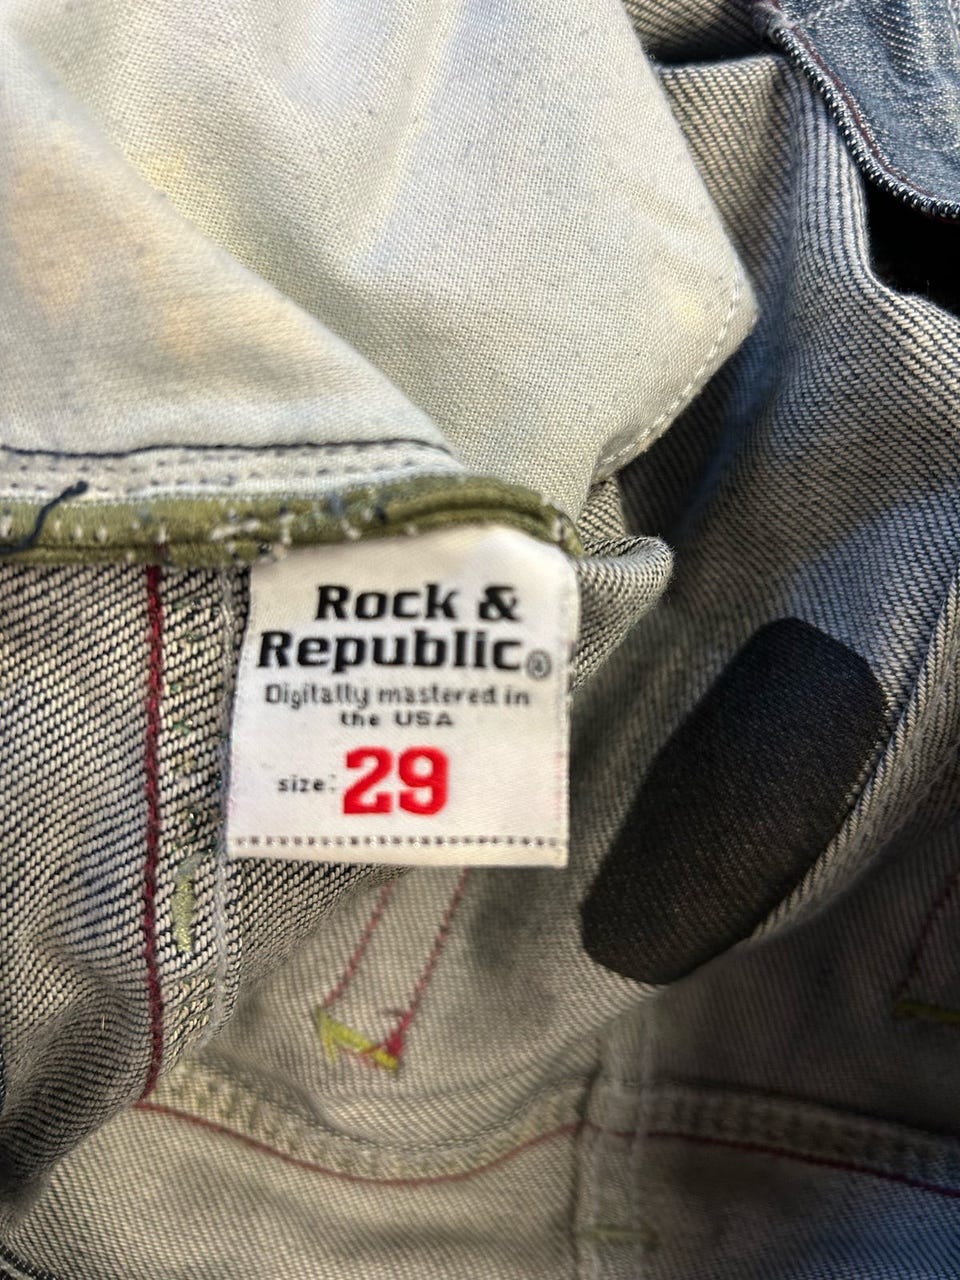 Rock &
Republic®
Digitally mastered in
the USA
size: 29